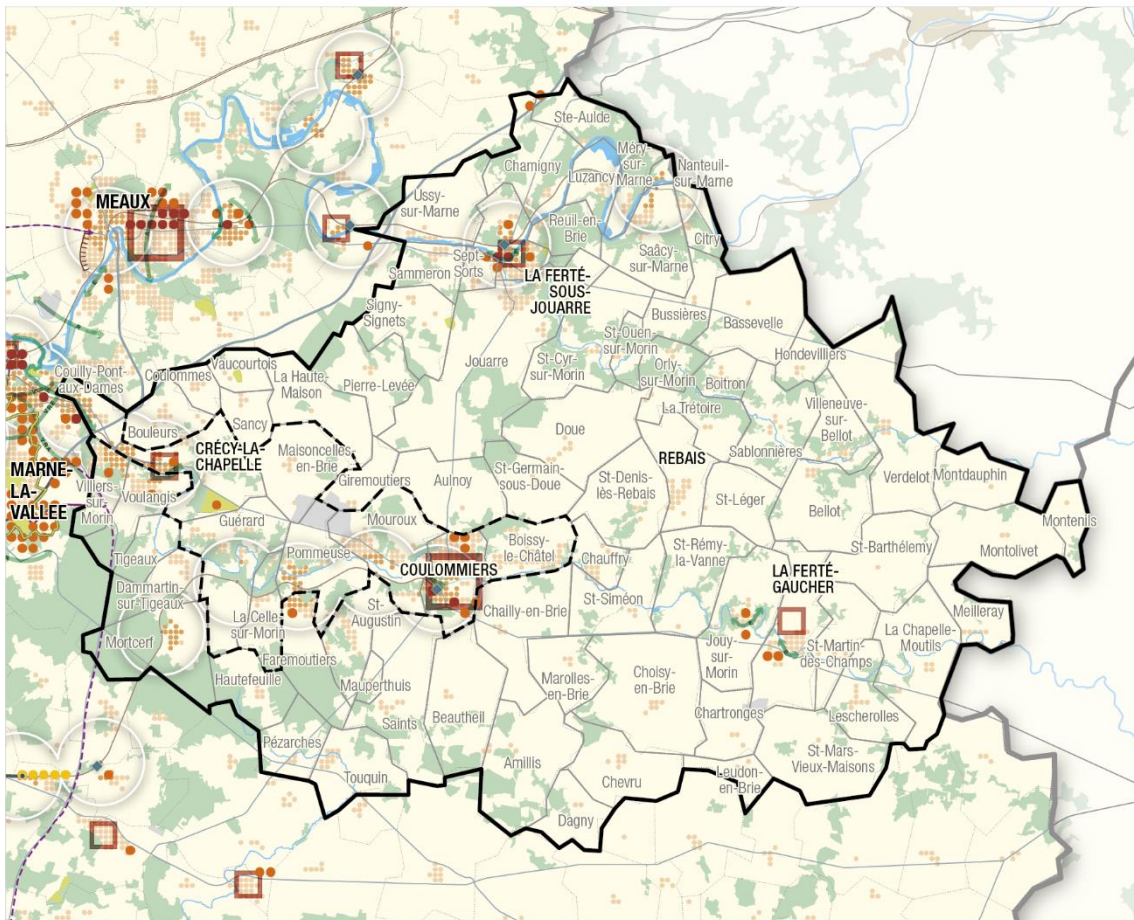 Ste-Aulde
Méry-
sur-
Marne
Nanteuil-
sur-Marne
Chamigny
Luzancy
MEAUX
Ussy-
sur-Marne
Reuil-en-
Brie
Citry
Saâcy-
sur-Marne
Sept-
Sorts
Sammeron
LA FERTÉ-
SOUS-
JOUARRE
Signy-
Signets
Bussières
Bassevelle
St-Ouen-
sur-Morin
Hondevilliers
Jouarre
St-Cyr-
sur-Morin
Orly-
sur-Morin
Boitron
Couilly-Pont-
aux-Dames
Coulommes
Vaucourtois
La Haute-
Maison
Pierre-Levée
La Trétoire
Villeneuve-
sur-
Bellot
Bouleurs
Sancy
CRÉCY-LA-
CHAPELLE
Maisoncelles-
en-Brie
Doue
REBAIS
Sablonnières
MARNE-
LA-
VALLÉE
Villiers-
sur-
Morin
Voulangis
Giremoutiers
Aulnoy
St-Germain-
sous-Doue
St-Denis-
lès-Rebais
St-Léger
Bellot
Verdelot
Montdauphin
Guérard
Mouroux
Boissy-
le-Châtel
Montenils
Tigeaux
Pommeuse
COULOMMIERS
Chauffry
St-Rémy-
la-Vanne
St-Barthélemy
Montolivet
Dammartin-
sur-Tigeaux
La Celle-
sur-Morin
St-
Augustin
Chailly-en-Brie
St-Siméon
LA FERTÉ-
GAUCHER
Meilleray
Mortcerf
Faremoutiers
Hautefeuille
Jouy-
sur-
Morin
St-Martin-
des-Champs
La Chapelle-
Moutils
Mauperthuis
Marolles-
en-Brie
Choisy-
en-Brie
Saints
Beautheil
Chartronges
Lescherolles
Pézarches
Touquin
Amillis
Chevru
Leudon-
en-Brie
St-Mars-
Vieux-Maisons
Dagny